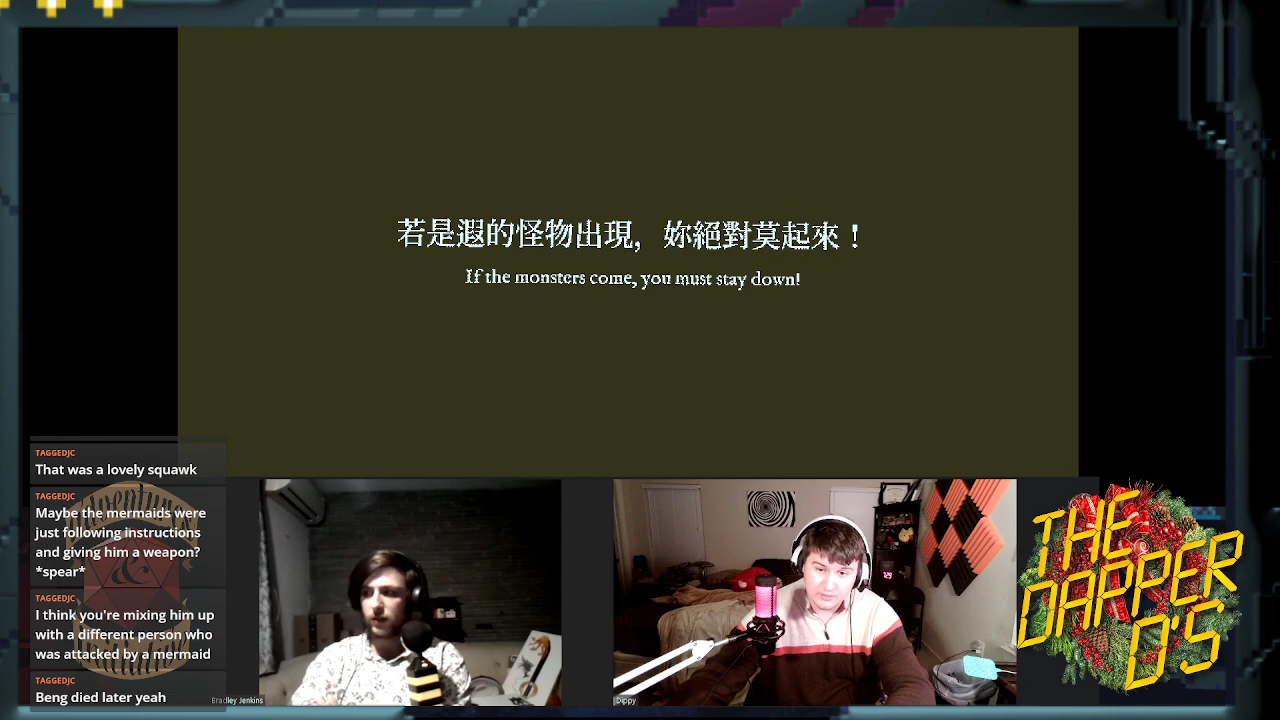 若是遐的怪物出現，妳絕對莫起來！
If the monsters come, you must stay down!
TAGGEDJC
That was a lovely squawk
TAGGEDJC
Maybe the mermaids were
just following instructions
and giving him a weapon?
*spear*
TAGGEDJC
I think you're mixing him up
with a different person who
was attacked by a mermaid
TAGGEDJC
Beng died later yeah
Bradley Jenkins
Dippy
THE
DAPPER
D'S